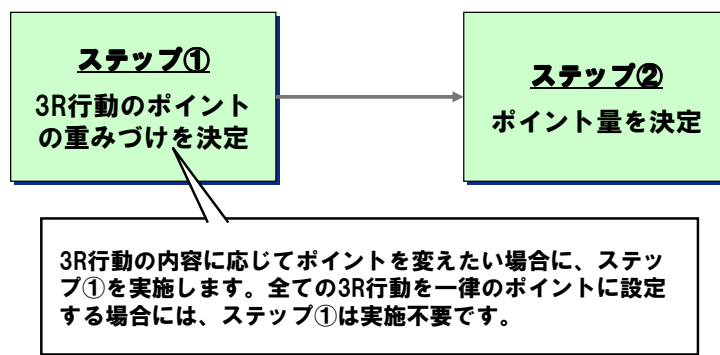 ステップ①
3R行動のポイント
の重みづけを決定
ステップ②
ポイント量を決定
3R行動の内容に応じてポイントを変えたい場合に、ステッ
プ①を実施します。全ての3R行動を一律のポイントに設定
する場合には、ステップ①は実施不要です。